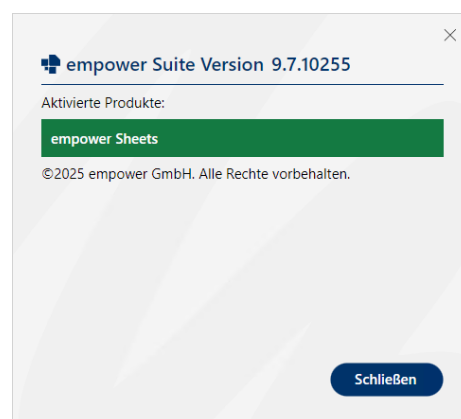 empower Suite Version 9.7.10255
Aktivierte Produkte:
empower Sheets
©2025 empower GmbH. Alle Rechte vorbehalten.
Schließen